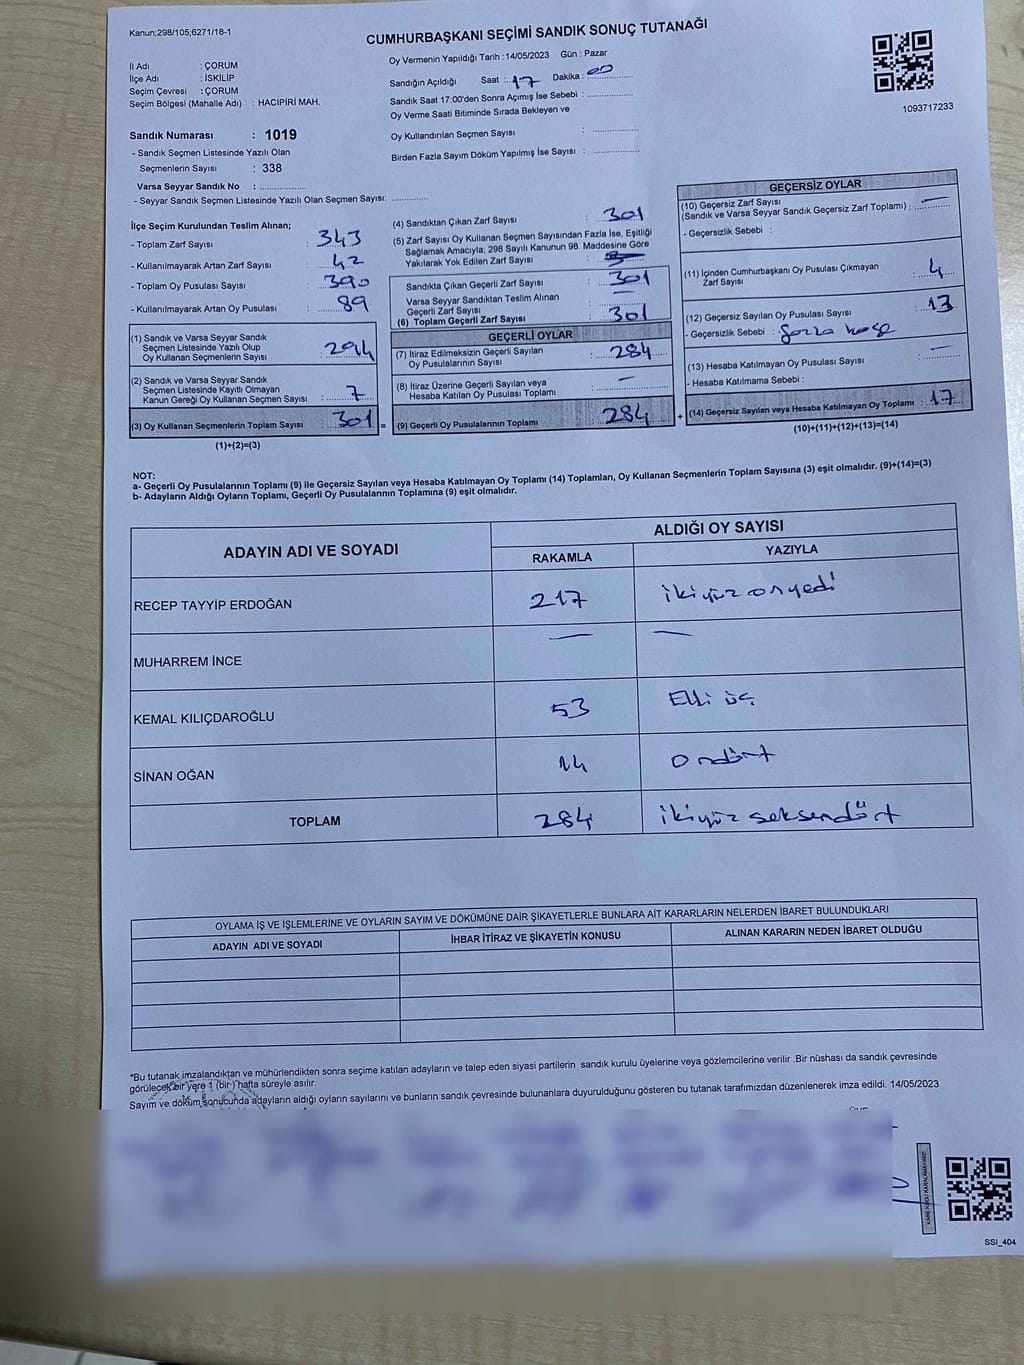 Kanun;298/105;6271/18-1
CUMHURBAŞKANI SEÇİMİ SANDIK SONUÇ TUTANAĞI
İl Adı : ÇORUM
İlçe Adı : İSKİLİP
Seçim Çevresi : ÇORUM
Seçim Bölgesi (Mahalle Adı) : HACIPİRİ MAH.
Sandık Numarası : 1019
- Sandık Seçmen Listesinde Yazılı Olan
Seçmenlerin Sayısı : 338
Varsa Seyyar Sandık No :
- Seyyar Sandık Seçmen Listesinde Yazılı Olan Seçmen Sayısı:
Oy Vermenin Yapıldığı Tarih :14/05/2023 Gün : Pazar
Sandığın Açıldığı Saat : 17 Dakika : 00
Sandık Saat 17:00'den Sonra Açımış İse Sebebi :
Oy Verme Saati Bitiminde Sırada Bekleyen ve
Oy Kullandırılan Seçmen Sayısı :
Birden Fazla Sayım Döküm Yapılmış İse Sayısı :
1093717233
İlçe Seçim Kurulundan Teslim Alınan;
- Toplam Zarf Sayısı : 343
- Kullanılmayarak Artan Zarf Sayısı : 42
- Toplam Oy Pusulası Sayısı : 390
- Kullanılmayarak Artan Oy Pusulası : 89
(1) Sandık ve Varsa Seyyar Sandık
Seçmen Listesinde Yazılı Olup
Oy Kullanan Seçmenlerin Sayısı : 294
(2) Sandık ve Varsa Seyyar Sandık
Seçmen Listesinde Kayıtlı Olmayan
Kanun Gereği Oy Kullanan Seçmen Sayısı : 7
(3) Oy Kullanan Seçmenlerin Toplam Sayısı : 301 =
(1)+(2)=(3)
(4) Sandıktan Çıkan Zarf Sayısı : 301
(5) Zarf Sayısı Oy Kullanan Seçmen Sayısından Fazla İse, Eşitliği
Sağlamak Amacıyla; 298 Sayılı Kanunun 98. Maddesine Göre
Yakılarak Yok Edilen Zarf Sayısı :
Sandıkta Çıkan Geçerli Zarf Sayısı : 301
Varsa Seyyar Sandıktan Teslim Alınan
Geçerli Zarf Sayısı : —
(6) Toplam Geçerli Zarf Sayısı : 301
GEÇERLİ OYLAR
(7) İtiraz Edilmeksizin Geçerli Sayılan
Oy Pusulalarının Sayısı : 284
(8) İtiraz Üzerine Geçerli Sayılan veya
Hesaba Katılan Oy Pusulası Toplamı : —
(9) Geçerli Oy Pusulalarının Toplamı : 284 +
GEÇERSİZ OYLAR
(10) Geçersiz Zarf Sayısı
(Sandık ve Varsa Seyyar Sandık Geçersiz Zarf Toplamı) : —
- Geçersizlik Sebebi :
(11) İçinden Cumhurbaşkanı Oy Pusulası Çıkmayan
Zarf Sayısı : 4
(12) Geçersiz Sayılan Oy Pusulası Sayısı : 13
- Geçersizlik Sebebi : fazla kaşe
(13) Hesaba Katılmayan Oy Pusulası Sayısı : —
- Hesaba Katılmama Sebebi :
(14) Geçersiz Sayılan veya Hesaba Katılmayan Oy Toplamı : 17
(10)+(11)+(12)+(13)=(14)
NOT:
a- Geçerli Oy Pusulalarının Toplamı (9) ile Geçersiz Sayılan veya Hesaba Katılmayan Oy Toplamı (14) Toplamları, Oy Kullanan Seçmenlerin Toplam Sayısına (3) eşit olmalıdır. (9)+(14)=(3)
b- Adayların Aldığı Oyların Toplamı, Geçerli Oy Pusulalarının Toplamına (9) eşit olmalıdır.
ADAYIN ADI VE SOYADI ALDIĞI OY SAYISI
RAKAMLA YAZIYLA
RECEP TAYYİP ERDOĞAN 217 ikiyüz onyedi
MUHARREM İNCE — —
KEMAL KILIÇDAROĞLU 53 Elli üç
SİNAN OĞAN 14 Ondört
TOPLAM 284 ikiyüz seksendört
OYLAMA İŞ VE İŞLEMLERİNE VE OYLARIN SAYIM VE DÖKÜMÜNE DAİR ŞİKAYETLERLE BUNLARA AİT KARARLARIN NELERDEN İBARET BULUNDUKLARI
ADAYIN ADI VE SOYADI İHBAR İTİRAZ VE ŞİKAYETİN KONUSU ALINAN KARARIN NEDEN İBARET OLDUĞU
*Bu tutanak imzalandıktan ve mühürlendikten sonra seçime katılan adayların ve talep eden siyasi partilerin sandık kurulu üyelerine ve gözlemcilerine verilir .Bir nüshası da sandık çevresinde
görülecek bir yere 1 (bir ) hafta süreyle asılır.
Sayım ve döküm sonucunda adayların aldığı oyların sayılarını ve bunların sandık çevresinde bulunanlara duyurulduğunu gösteren bu tutanak tarafımızdan düzenlenerek imza edildi. 14/05/2023
SSI_404